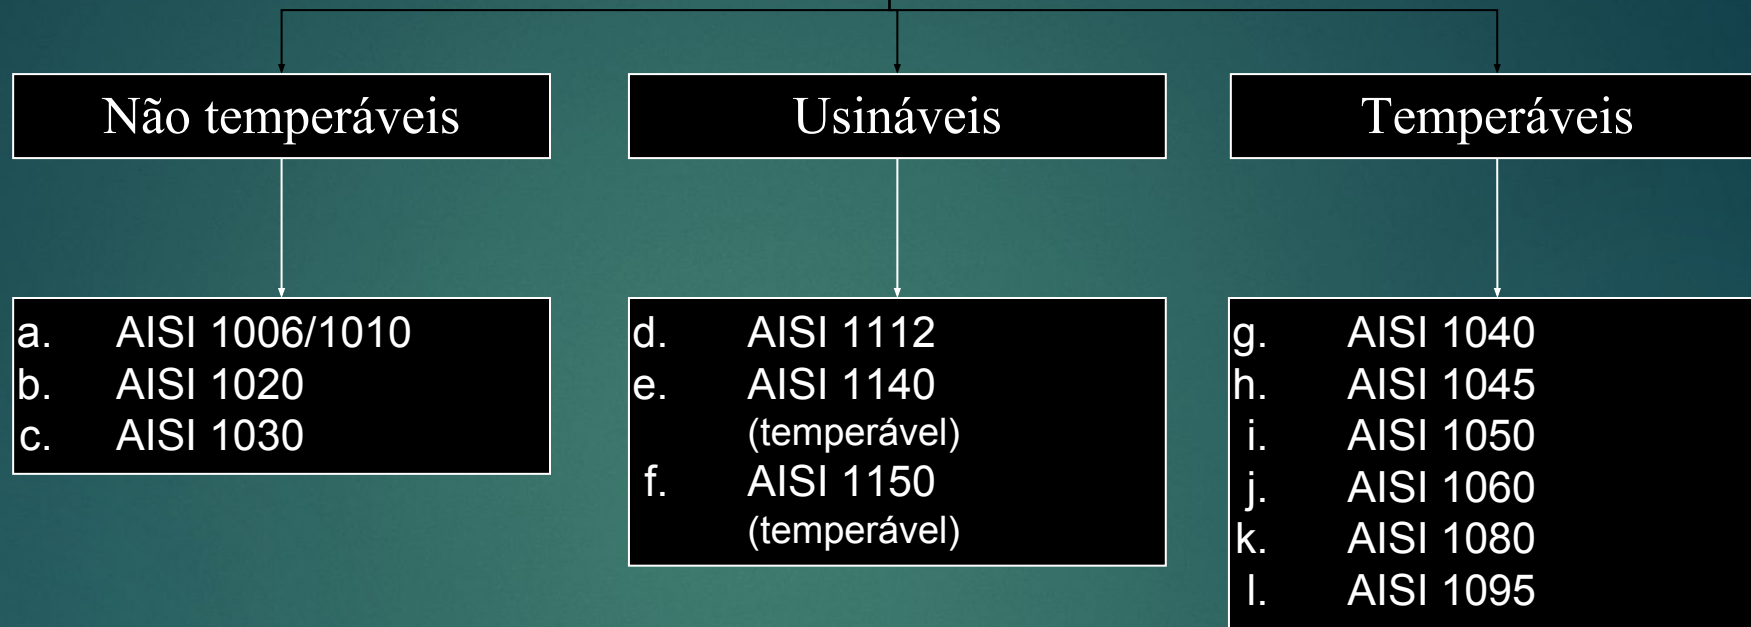 Não temperáveis
Usináveis
Temperáveis
a. AISI 1006/1010
b. AISI 1020
c. AISI 1030
d. AISI 1112
e. AISI 1140
(temperável)
f. AISI 1150
(temperável)
g. AISI 1040
h. AISI 1045
i. AISI 1050
j. AISI 1060
k. AISI 1080
l. AISI 1095